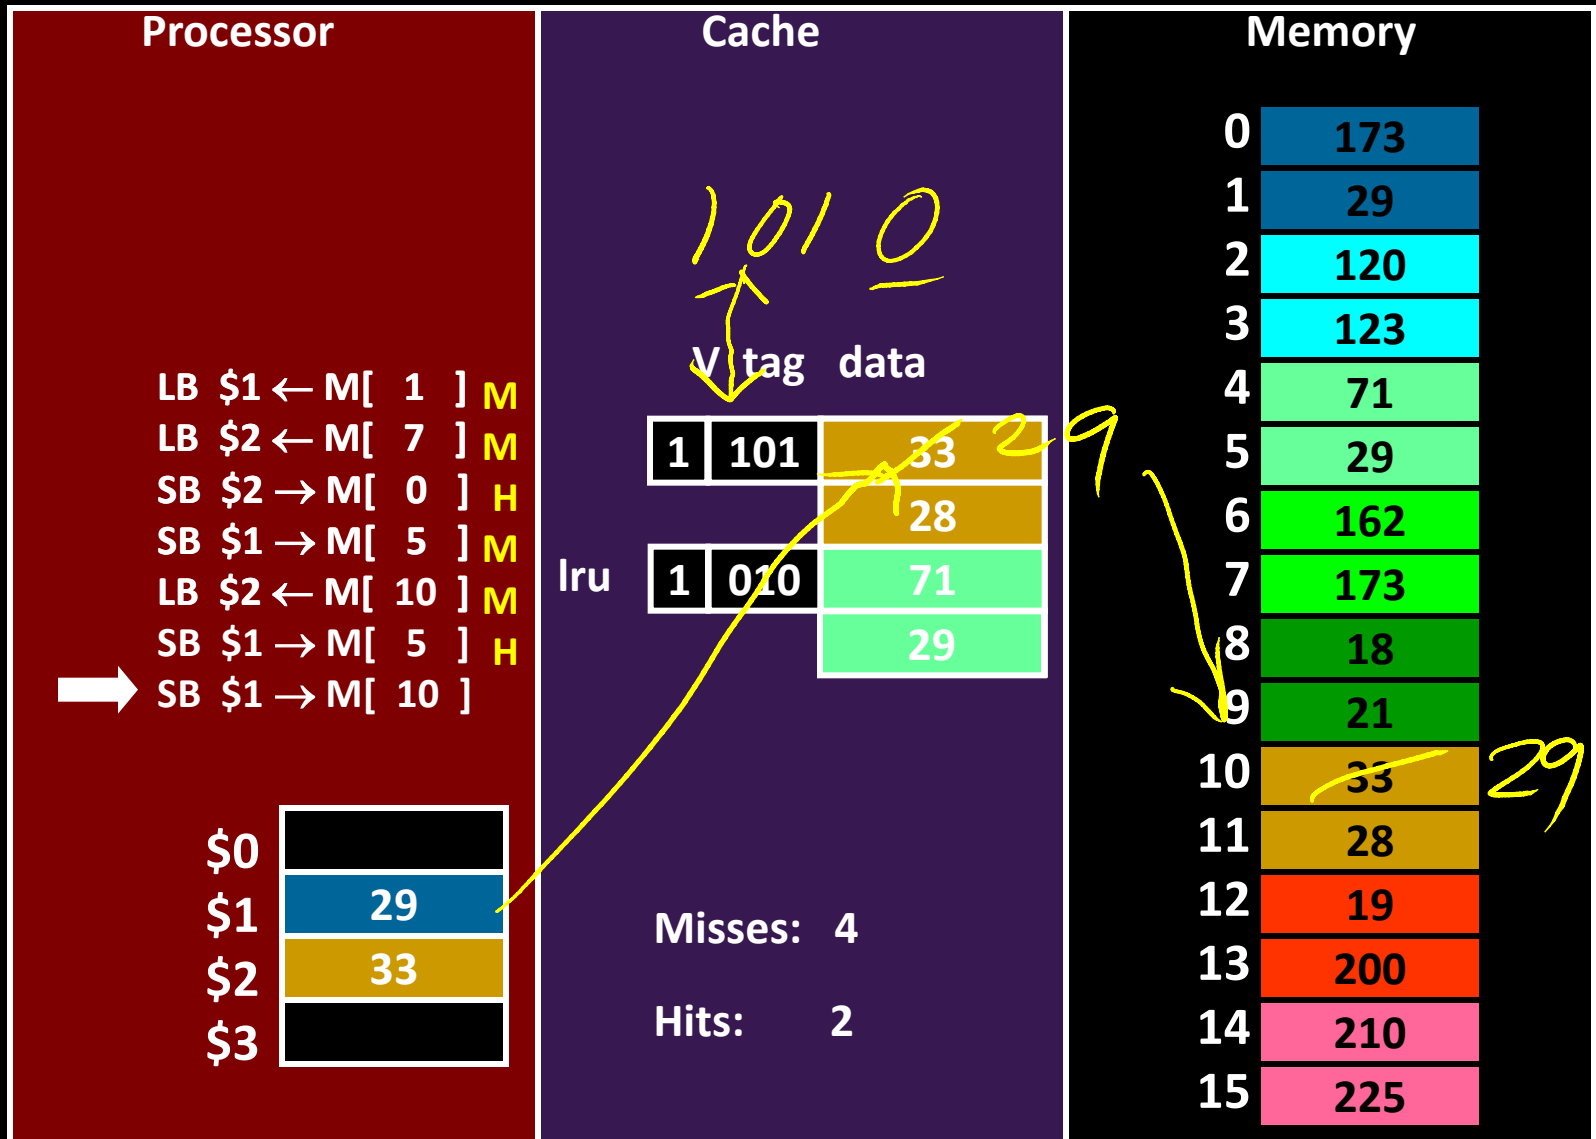 Processor
LB $1 ← M[ 1 ] M
LB $2 ← M[ 7 ] M
SB $2 → M[ 0 ] H
SB $1 → M[ 5 ] M
LB $2 ← M[ 10 ] M
SB $1 → M[ 5 ] H
SB $1 → M[ 10 ]
$0
$1 29
$2 33
$3
Cache
1010
V tag data
1 101 33 29
28
lru 1 010 71
29
Misses: 4
Hits: 2
Memory
0 173
1 29
2 120
3 123
4 71
5 29
6 162
7 173
8 18
9 21
10 33 29
11 28
12 19
13 200
14 210
15 225